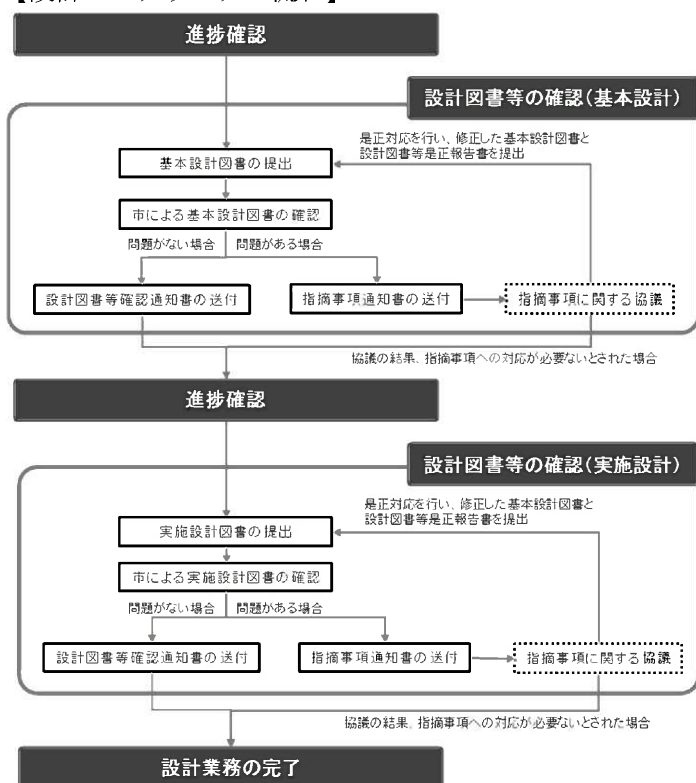 進捗確認
設計図書等の確認(基本設計)
是正対応を行い、修正した基本設計図書と
設計図書等是正報告書を提出
基本設計図書の提出
市による基本設計図書の確認
問題がない場合 問題がある場合
設計図書等確認通知書の送付 指摘事項通知書の送付 指摘事項に関する協議
協議の結果、指摘事項への対応が必要ないとされた場合
進捗確認
設計図書等の確認(実施設計)
是正対応を行い、修正した基本設計図書と
設計図書等是正報告書を提出
実施設計図書の提出
市による実施設計図書の確認
問題がない場合 問題がある場合
設計図書等確認通知書の送付 指摘事項通知書の送付 指摘事項に関する協議
協議の結果、指摘事項への対応が必要ないとされた場合
設計業務の完了